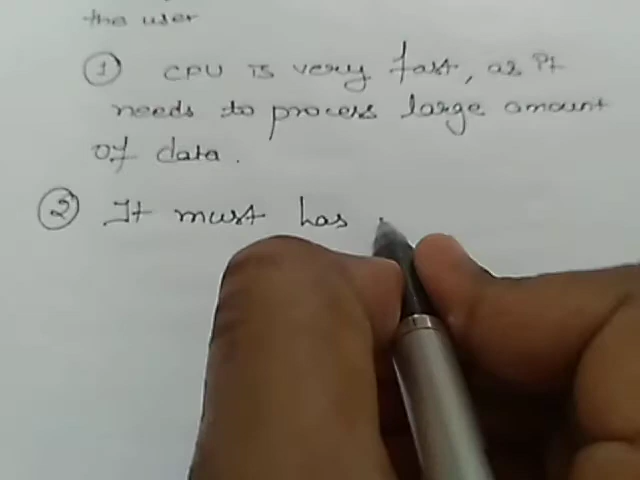 the user
① CPU is very fast, as it
needs to process large amount
of data.
② It must has